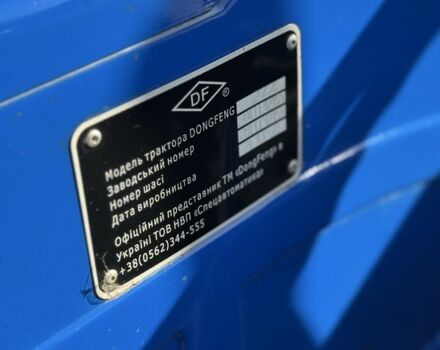 DF ®
Модель трактора DONGFENG
Заводський номер
Номер шасі
Дата виробництва
Офіційний представник ТМ «DongFeng» в
Україні ТОВ НВП «Спецавтоматика»
+38(0562)344-555